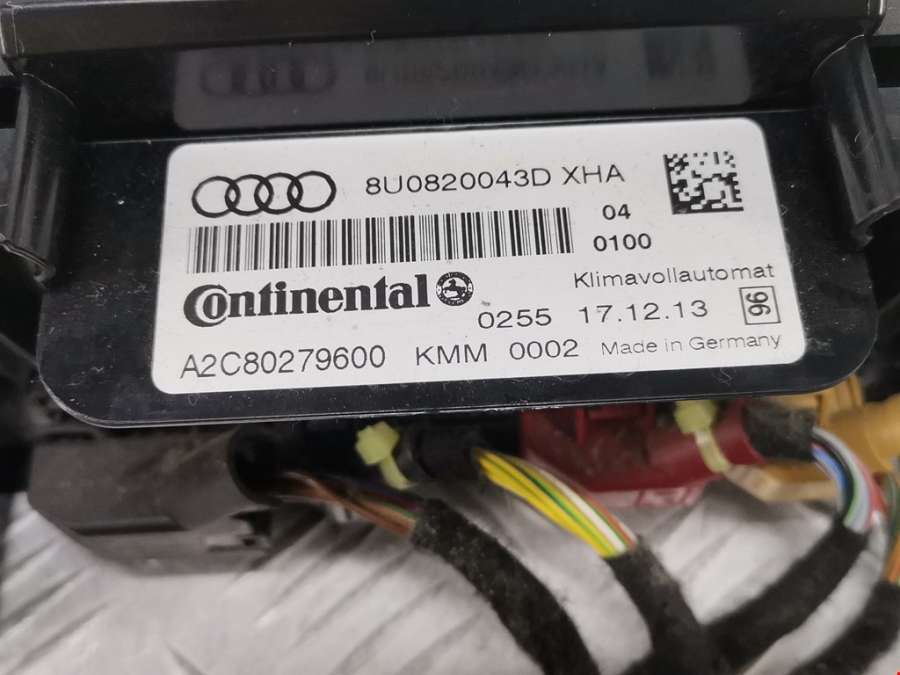 8U0820043D XHA
04
0100
Continental
Klimavollautomat
0255 17.12.13 96
A2C80279600 KMM 0002 Made in Germany